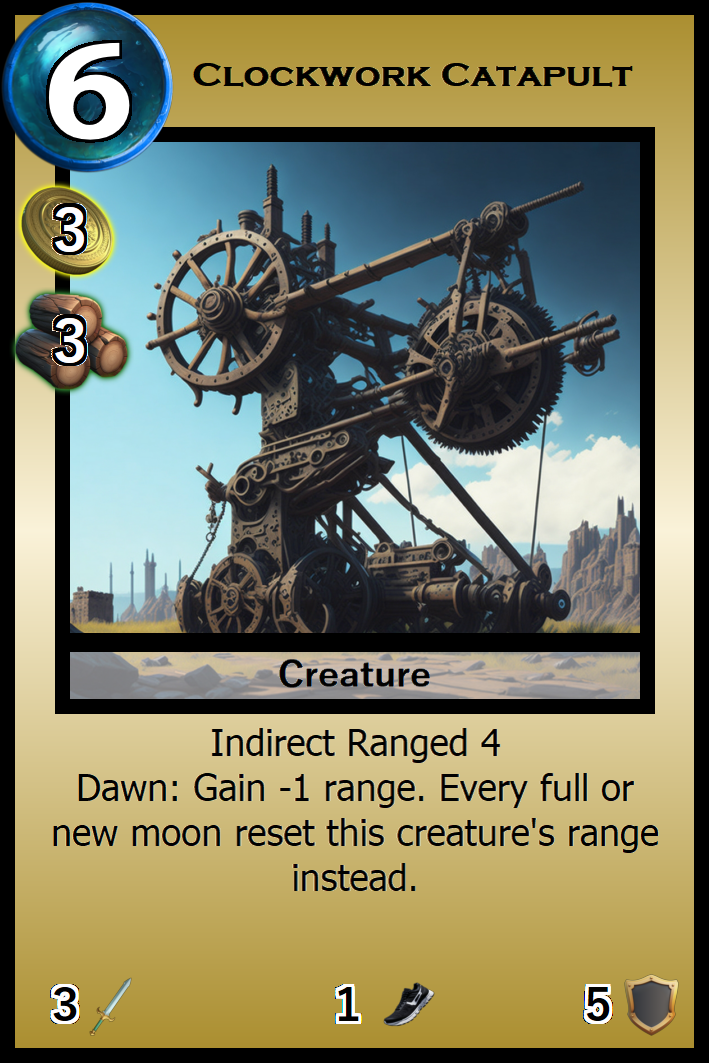 6
Clockwork Catapult
3
3
Creature
Indirect Ranged 4
Dawn: Gain -1 range. Every full or
new moon reset this creature's range
instead.
3 1 5